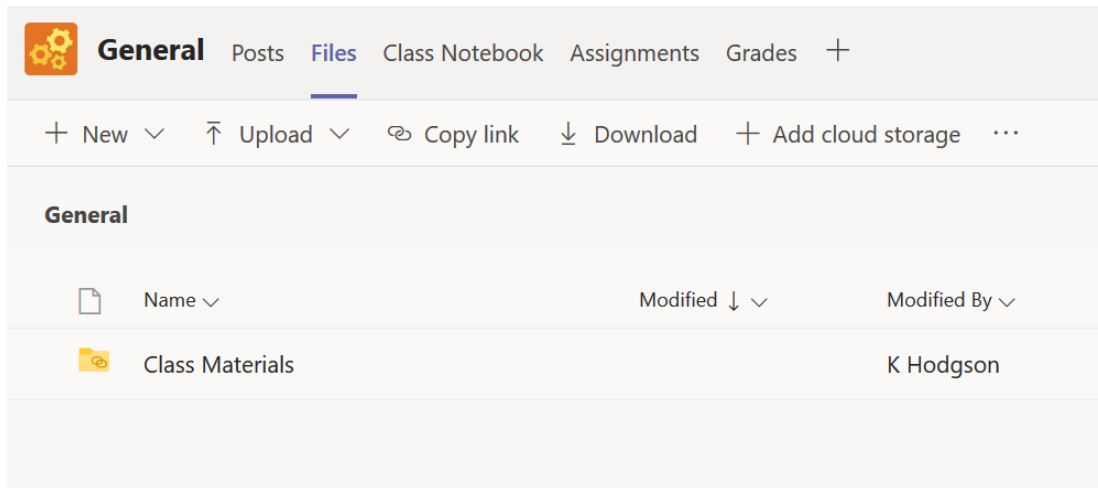 General Posts Files Class Notebook Assignments Grades
New Upload Copy link Download Add cloud storage ...
General
Name Modified Modified By
Class Materials K Hodgson